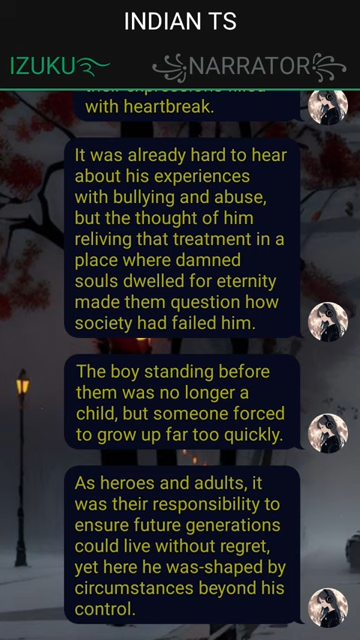 INDIAN TS
IZUKU NARRATOR
their expressions filled
with heartbreak.
It was already hard to hear
about his experiences
with bullying and abuse,
but the thought of him
reliving that treatment in a
place where damned
souls dwelled for eternity
made them question how
society had failed him.
The boy standing before
them was no longer a
child, but someone forced
to grow up far too quickly.
As heroes and adults, it
was their responsibility to
ensure future generations
could live without regret,
yet here he was-shaped by
circumstances beyond his
control.